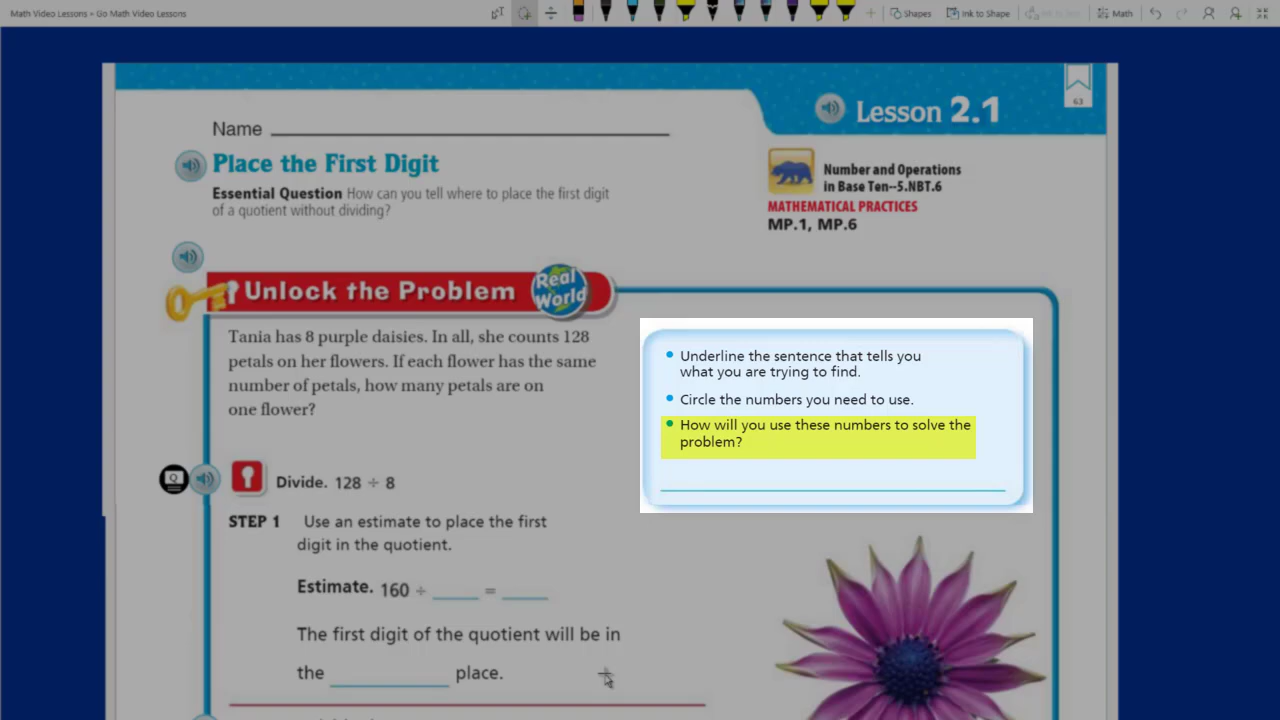 Math Video Lessons » Go Math Video Lessons
Shapes
Ink to Shape
Math
63
Lesson 2.1
Name
Place the First Digit
Essential Question How can you tell where to place the first digit
of a quotient without dividing?
Number and Operations
in Base Ten--5.NBT.6
MATHEMATICAL PRACTICES
MP.1, MP.6
Unlock the Problem
Real
World
Tania has 8 purple daisies. In all, she counts 128
petals on her flowers. If each flower has the same
number of petals, how many petals are on
one flower?
• Underline the sentence that tells you
what you are trying to find.
• Circle the numbers you need to use.
• How will you use these numbers to solve the
problem?
Q
Divide. 128 ÷ 8
STEP 1 Use an estimate to place the first
digit in the quotient.
Estimate. 160 ÷ ____ = ____
The first digit of the quotient will be in
the ________ place.